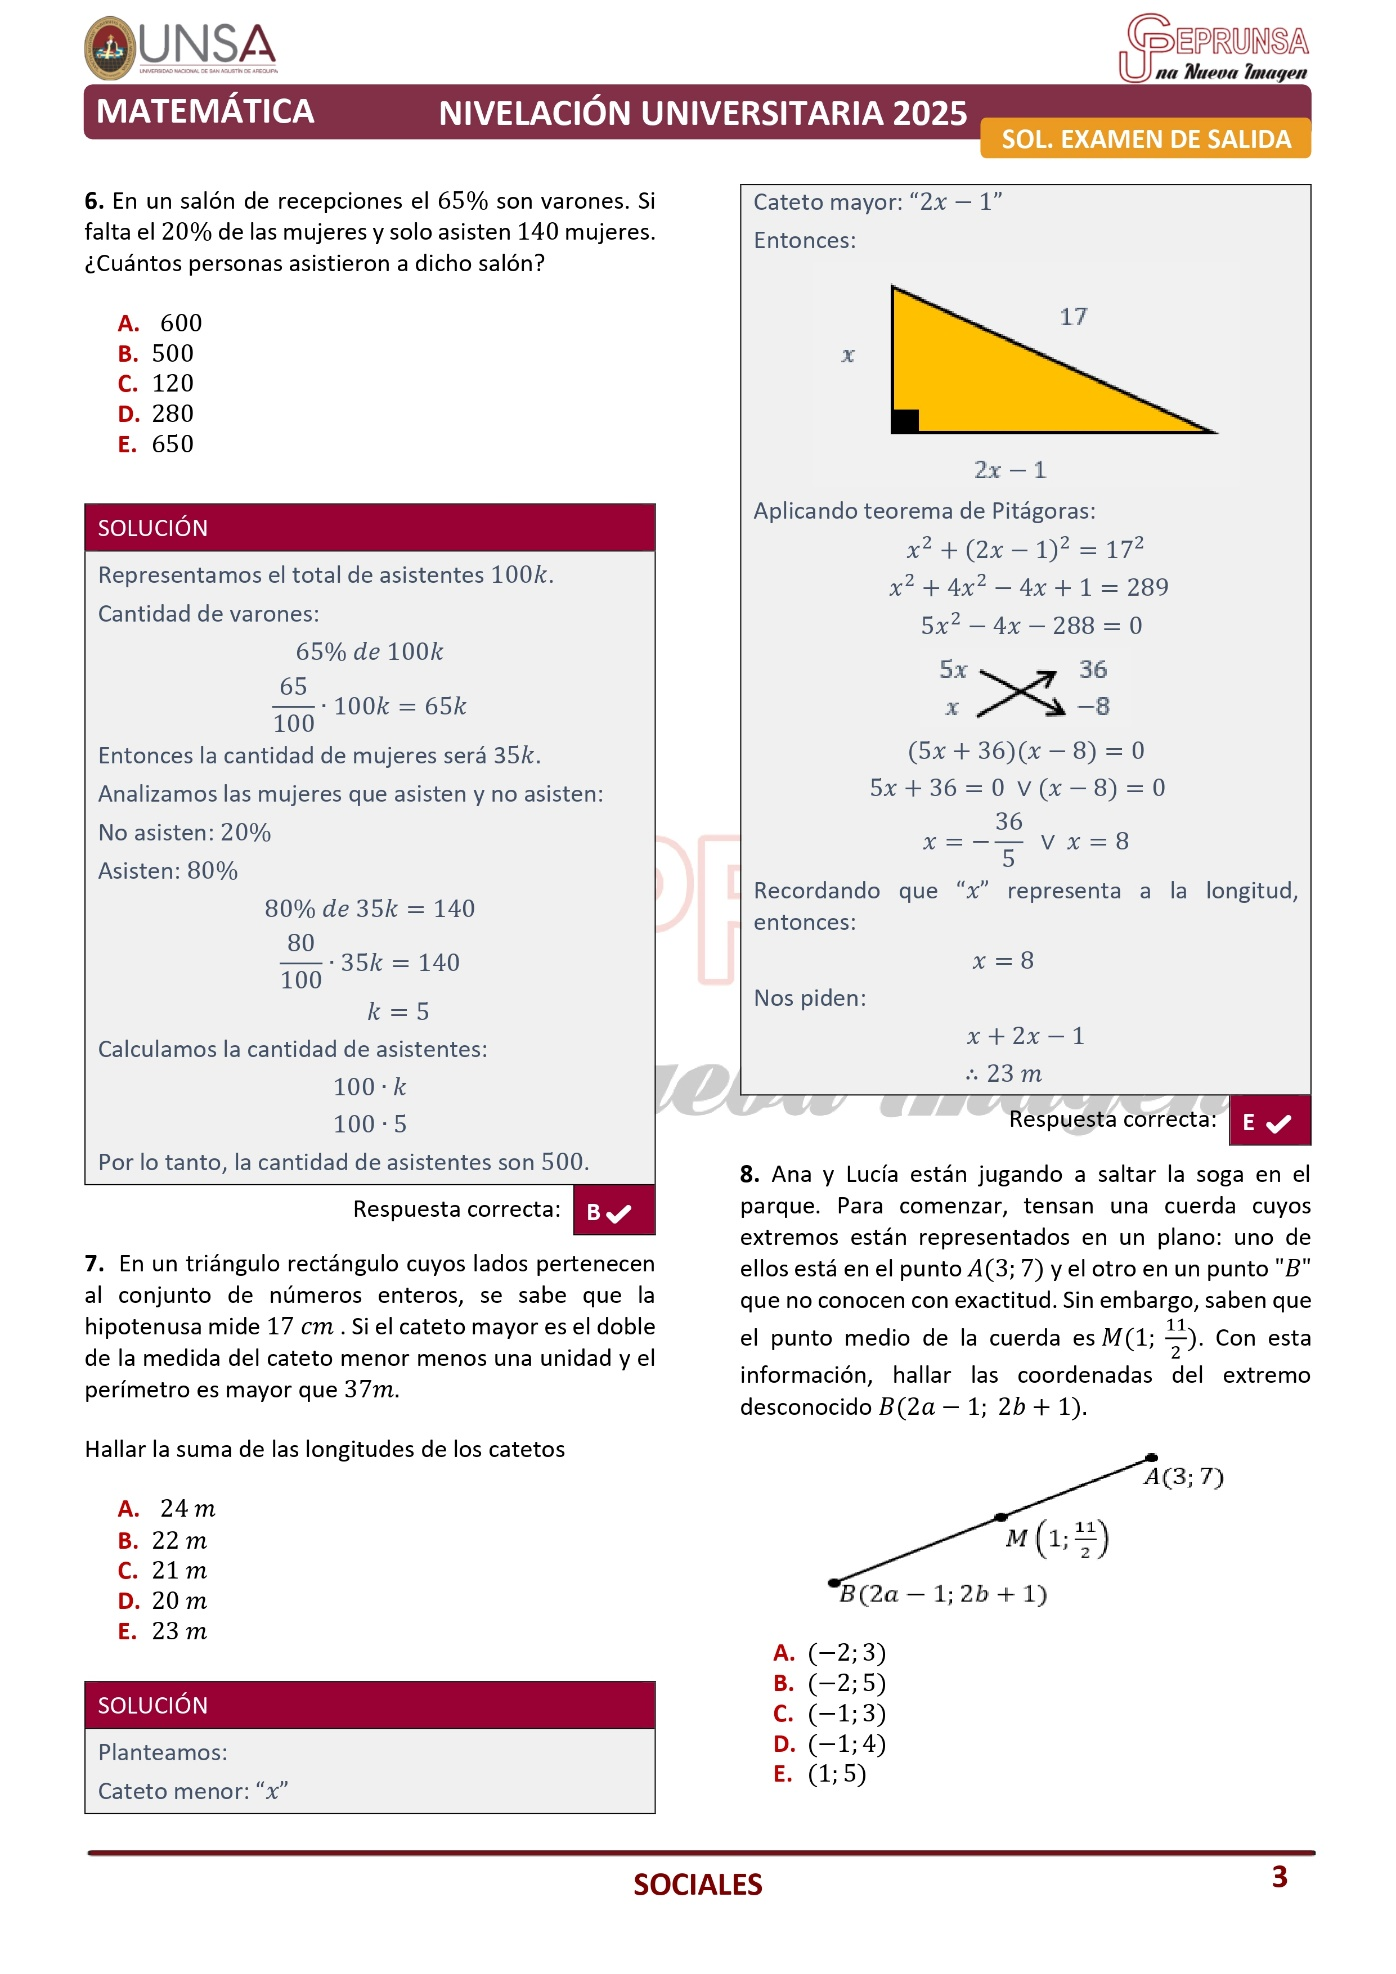 UNSA
UNIVERSIDAD NACIONAL DE SAN AGUSTÍN DE AREQUIPA
CEPRUNSA
Una Nueva Imagen
MATEMÁTICA
NIVELACIÓN UNIVERSITARIA 2025
SOL. EXAMEN DE SALIDA
6. En un salón de recepciones el 65% son varones. Si
falta el 20% de las mujeres y solo asisten 140 mujeres.
¿Cuántos personas asistieron a dicho salón?
A. 600
B. 500
C. 120
D. 280
E. 650
SOLUCIÓN
Representamos el total de asistentes 100k.
Cantidad de varones:
65% de 100k
65/100 · 100k = 65k
Entonces la cantidad de mujeres será 35k.
Analizamos las mujeres que asisten y no asisten:
No asisten: 20%
Asisten: 80%
80% de 35k = 140
80/100 · 35k = 140
k = 5
Calculamos la cantidad de asistentes:
100 · k
100 · 5
Por lo tanto, la cantidad de asistentes son 500.
Respuesta correcta: B ✔
7. En un triángulo rectángulo cuyos lados pertenecen
al conjunto de números enteros, se sabe que la
hipotenusa mide 17 cm . Si el cateto mayor es el doble
de la medida del cateto menor menos una unidad y el
perímetro es mayor que 37m.
Hallar la suma de las longitudes de los catetos
A. 24 m
B. 22 m
C. 21 m
D. 20 m
E. 23 m
SOLUCIÓN
Planteamos:
Cateto menor: “x”
Cateto mayor: “2x − 1”
Entonces:
17
x
2x − 1
Aplicando teorema de Pitágoras:
x² + (2x − 1)² = 17²
x² + 4x² − 4x + 1 = 289
5x² − 4x − 288 = 0
5x 36
x −8
(5x + 36)(x − 8) = 0
5x + 36 = 0 ∨ (x − 8) = 0
x = −36/5 ∨ x = 8
Recordando que “x” representa a la longitud,
entonces:
x = 8
Nos piden:
x + 2x − 1
∴ 23 m
Respuesta correcta: E ✔
8. Ana y Lucía están jugando a saltar la soga en el
parque. Para comenzar, tensan una cuerda cuyos
extremos están representados en un plano: uno de
ellos está en el punto A(3; 7) y el otro en un punto "B"
que no conocen con exactitud. Sin embargo, saben que
el punto medio de la cuerda es M(1; 11/2). Con esta
información, hallar las coordenadas del extremo
desconocido B(2a − 1; 2b + 1).
A(3; 7)
M (1; 11/2)
B(2a − 1; 2b + 1)
A. (−2; 3)
B. (−2; 5)
C. (−1; 3)
D. (−1; 4)
E. (1; 5)
SOCIALES
3